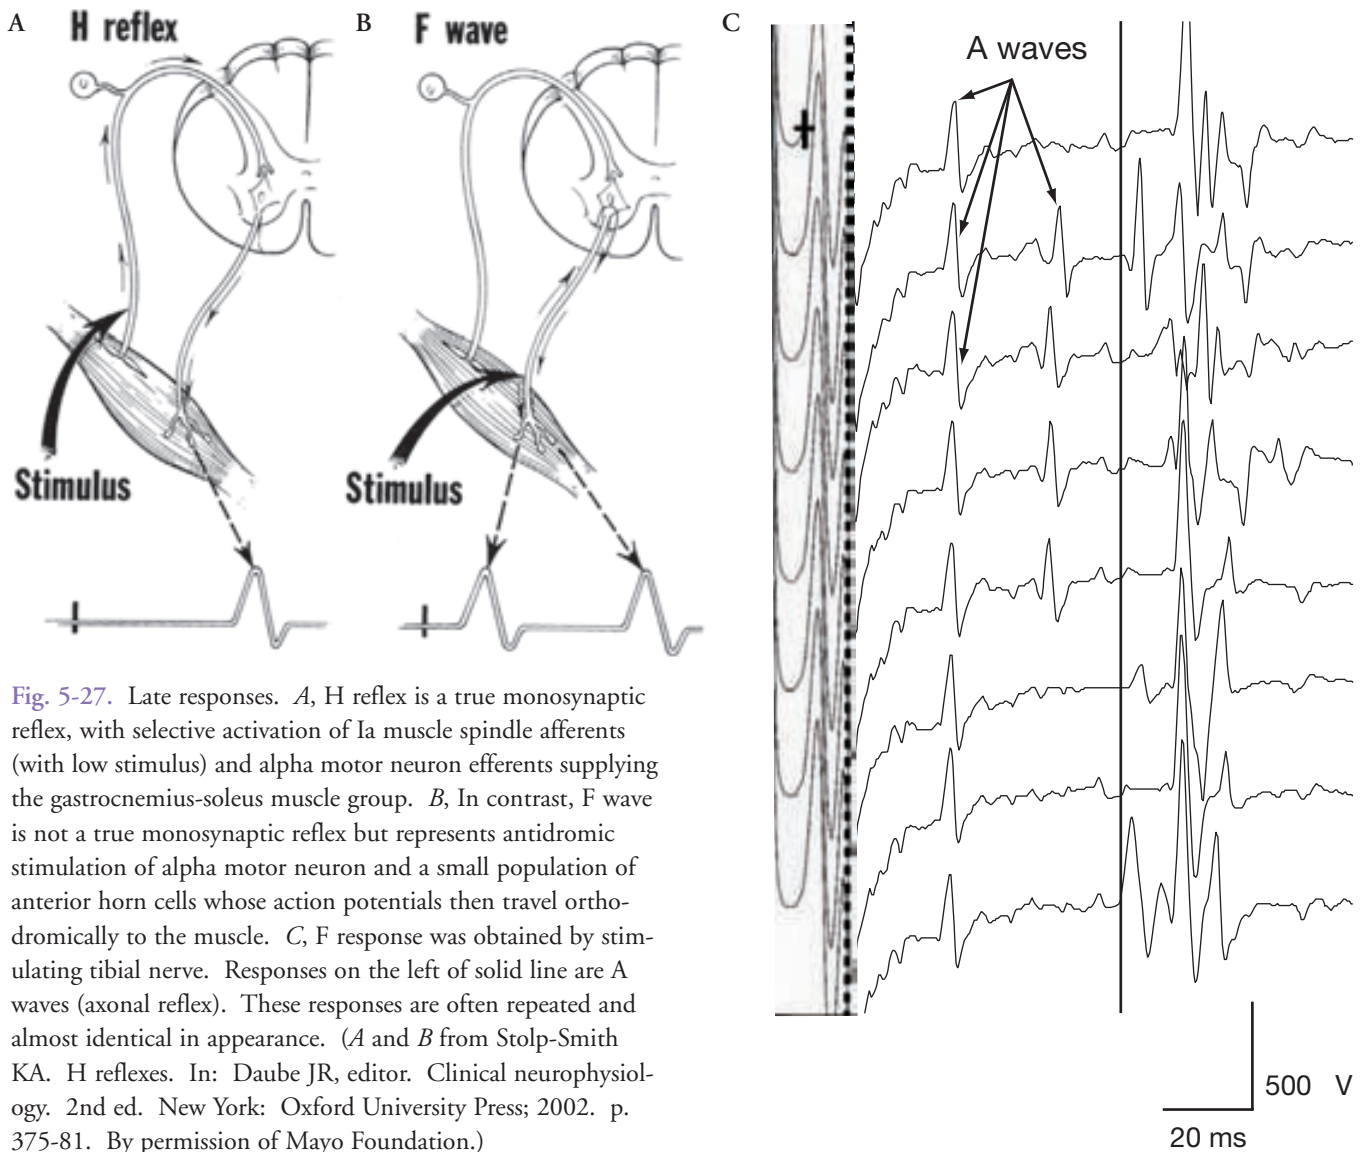 A
H reflex
Stimulus
B
F wave
Stimulus
C
A waves
500 V
20 ms
Fig. 5-27. Late responses. A, H reflex is a true monosynaptic
reflex, with selective activation of Ia muscle spindle afferents
(with low stimulus) and alpha motor neuron efferents supplying
the gastrocnemius-soleus muscle group. B, In contrast, F wave
is not a true monosynaptic reflex but represents antidromic
stimulation of alpha motor neuron and a small population of
anterior horn cells whose action potentials then travel ortho-
dromically to the muscle. C, F response was obtained by stim-
ulating tibial nerve. Responses on the left of solid line are A
waves (axonal reflex). These responses are often repeated and
almost identical in appearance. (A and B from Stolp-Smith
KA. H reflexes. In: Daube JR, editor. Clinical neurophysiol-
ogy. 2nd ed. New York: Oxford University Press; 2002. p.
375-81. By permission of Mayo Foundation.)